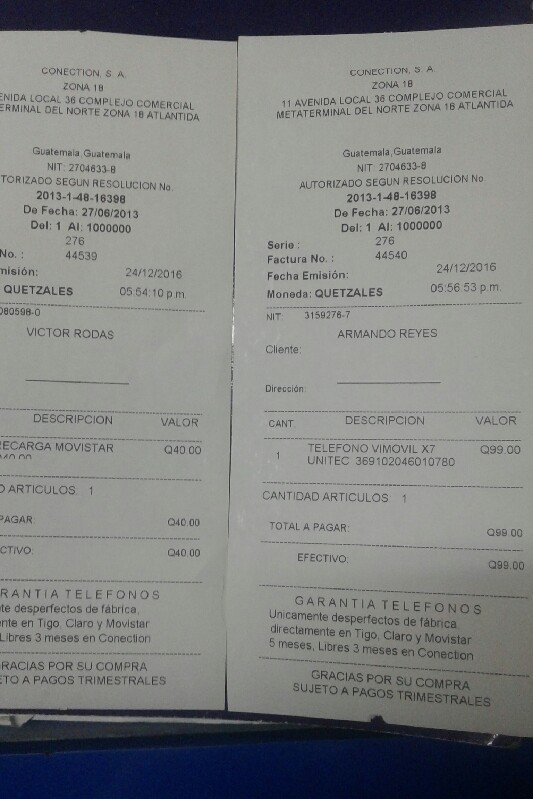 CONECTION, S. A.
ZONA 18
ENIDA LOCAL 36 COMPLEJO COMERCIAL
ERMINAL DEL NORTE ZONA 18 ATLANTIDA
Guatemala,Guatemala
NIT: 2704633-8
TORIZADO SEGUN RESOLUCION No.
2013-1-48-16398
De Fecha: 27/06/2013
Del: 1 Al: 1000000
276
No. : 44539
misión: 24/12/2016
QUETZALES 05:54:10 p.m.
080598-0
VICTOR RODAS
DESCRIPCION VALOR
RECARGA MOVISTAR Q40.00
D ARTICULOS: 1
PAGAR: Q40.00
CTIVO: Q40.00
RANTIA TELEFONOS
te desperfectos de fábrica,
nte en Tigo, Claro y Movistar
Libres 3 meses en Conection
GRACIAS POR SU COMPRA
ETO A PAGOS TRIMESTRALES
CONECTION, S. A.
ZONA 18
11 AVENIDA LOCAL 36 COMPLEJO COMERCIAL
METATERMINAL DEL NORTE ZONA 18 ATLANTIDA
Guatemala,Guatemala
NIT: 2704633-8
AUTORIZADO SEGUN RESOLUCION No.
2013-1-48-16398
De Fecha: 27/06/2013
Del: 1 Al: 1000000
Serie : 276
Factura No. : 44540
Fecha Emisión: 24/12/2016
Moneda: QUETZALES 05:56:53 p.m.
NIT: 3159276-7
ARMANDO REYES
Cliente:
Dirección:
CANT. DESCRIPCION VALOR
1 TELEFONO VIMOVIL X7 Q99.00
UNITEC 369102046010780
CANTIDAD ARTICULOS: 1
TOTAL A PAGAR: Q99.00
EFECTIVO: Q99.00
GARANTIA TELEFONOS
Unicamente desperfectos de fábrica,
directamente en Tigo, Claro y Movistar
5 meses, Libres 3 meses en Conection
GRACIAS POR SU COMPRA
SUJETO A PAGOS TRIMESTRALES